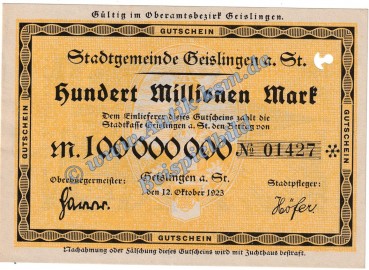 Gültig im Oberamtsbezirk Geislingen.
GUTSCHEIN
Stadtgemeinde Geislingen a. St.
Hundert Millionen Mark
Dem Einlieferer dieses Gutscheins zahlt die
Stadtkasse Geislingen a. St. den Betrag von
M. 100 000 000 № 01427 *
Oberbürgermeister: Geislingen a. St. Stadtpfleger:
den 12. Oktober 1923
Höfer.
GUTSCHEIN
Nachahmung oder Fälschung dieses Gutscheins wird mit Zuchthaus bestraft.
GUTSCHEIN
GUTSCHEIN